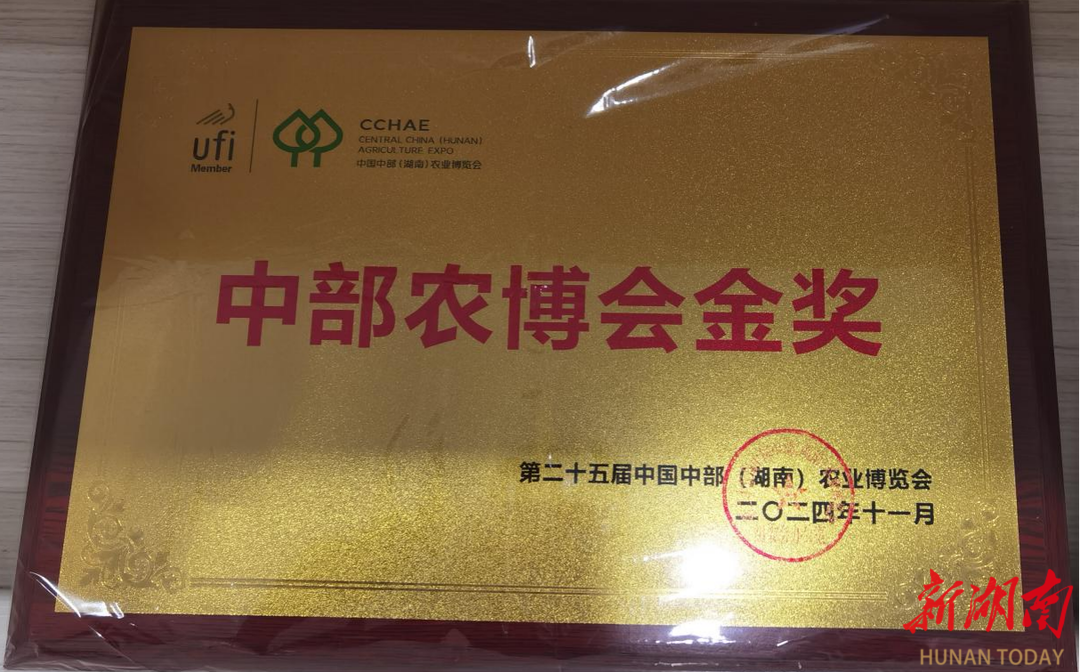 ufi
Member
CCHAE
CENTRAL CHINA (HUNAN)
AGRICULTURE EXPO
中国中部(湖南)农业博览会
中部农博会金奖
第二十五届中国中部(湖南)农业博览会
二〇二四年十一月
新湖南
HUNAN TODAY